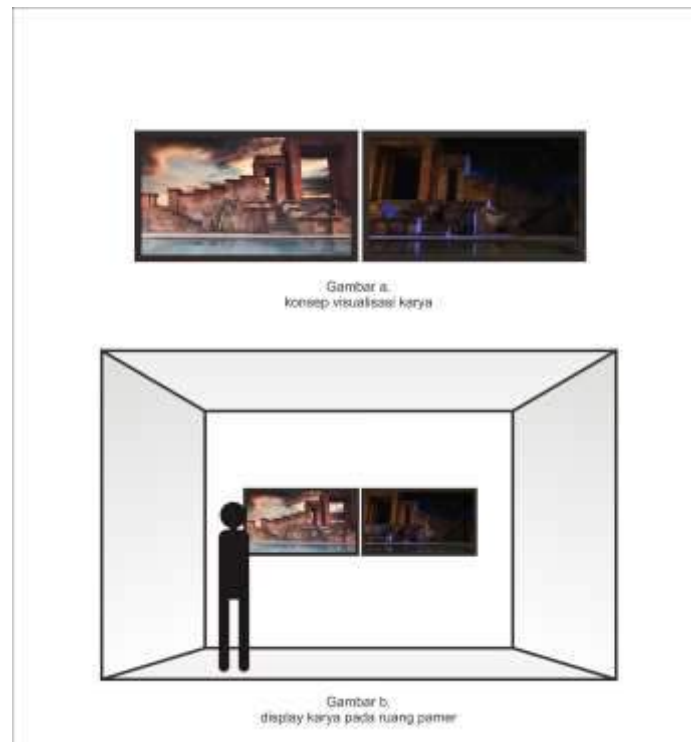 Gambar a.
konsep visualisasi karya
Gambar b.
display karya pada ruang pamer